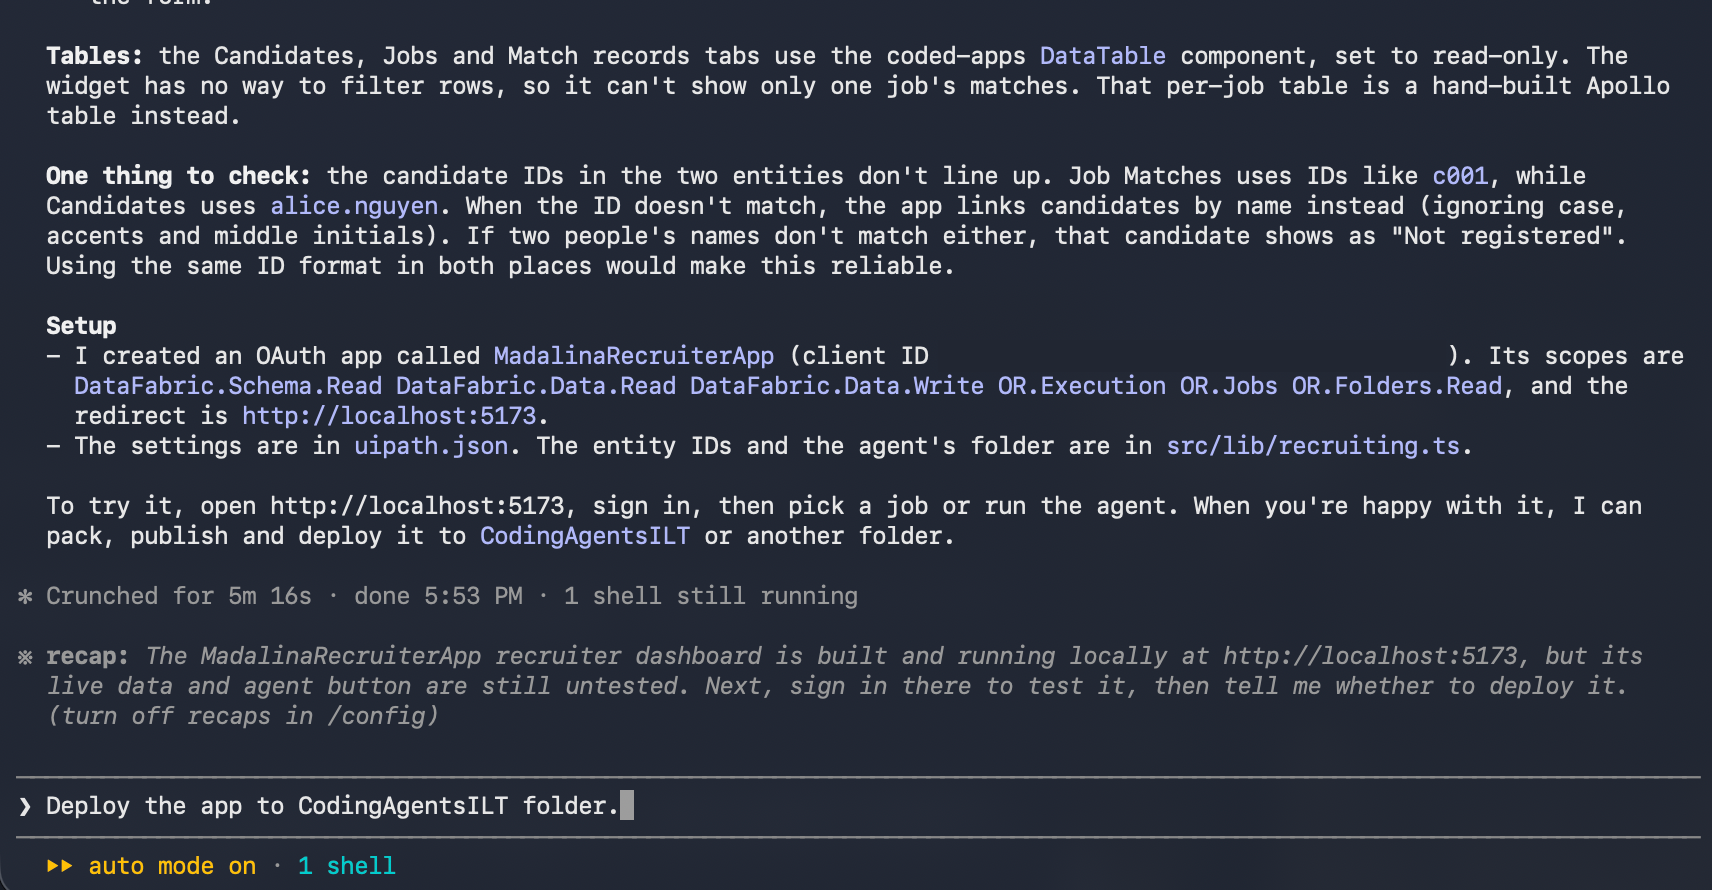 the form.
Tables: the Candidates, Jobs and Match records tabs use the coded-apps DataTable component, set to read-only. The
widget has no way to filter rows, so it can't show only one job's matches. That per-job table is a hand-built Apollo
table instead.
One thing to check: the candidate IDs in the two entities don't line up. Job Matches uses IDs like c001, while
Candidates uses alice.nguyen. When the ID doesn't match, the app links candidates by name instead (ignoring case,
accents and middle initials). If two people's names don't match either, that candidate shows as "Not registered".
Using the same ID format in both places would make this reliable.
Setup
- I created an OAuth app called MadalinaRecruiterApp (client ID ). Its scopes are
DataFabric.Schema.Read DataFabric.Data.Read DataFabric.Data.Write OR.Execution OR.Jobs OR.Folders.Read, and the
redirect is http://localhost:5173.
- The settings are in uipath.json. The entity IDs and the agent's folder are in src/lib/recruiting.ts.
To try it, open http://localhost:5173, sign in, then pick a job or run the agent. When you're happy with it, I can
pack, publish and deploy it to CodingAgentsILT or another folder.
✻ Crunched for 5m 16s · done 5:53 PM · 1 shell still running
※ recap: The MadalinaRecruiterApp recruiter dashboard is built and running locally at http://localhost:5173, but its
live data and agent button are still untested. Next, sign in there to test it, then tell me whether to deploy it.
(turn off recaps in /config)
❯ Deploy the app to CodingAgentsILT folder.
⏵⏵ auto mode on · 1 shell